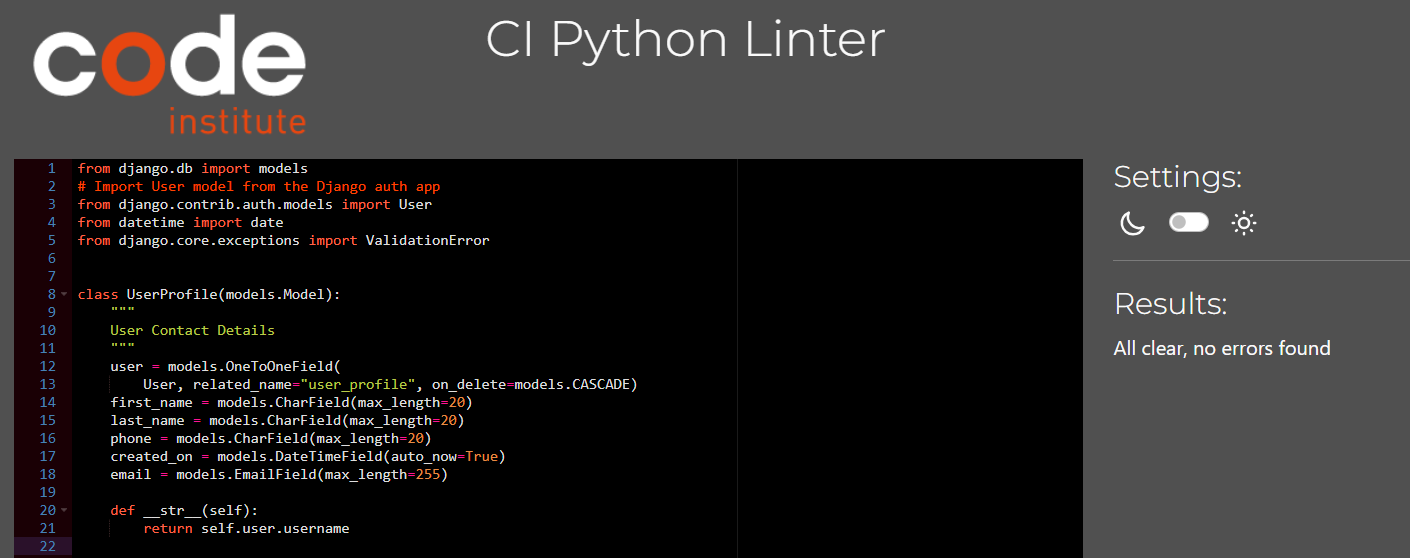 code
institute
CI Python Linter
1 from django.db import models
2 # Import User model from the Django auth app
3 from django.contrib.auth.models import User
4 from datetime import date
5 from django.core.exceptions import ValidationError
6
7
8 class UserProfile(models.Model):
9     """
10     User Contact Details
11     """
12     user = models.OneToOneField(
13         User, related_name="user_profile", on_delete=models.CASCADE)
14     first_name = models.CharField(max_length=20)
15     last_name = models.CharField(max_length=20)
16     phone = models.CharField(max_length=20)
17     created_on = models.DateTimeField(auto_now=True)
18     email = models.EmailField(max_length=255)
19
20     def __str__(self):
21         return self.user.username
22
Settings:
Results:
All clear, no errors found